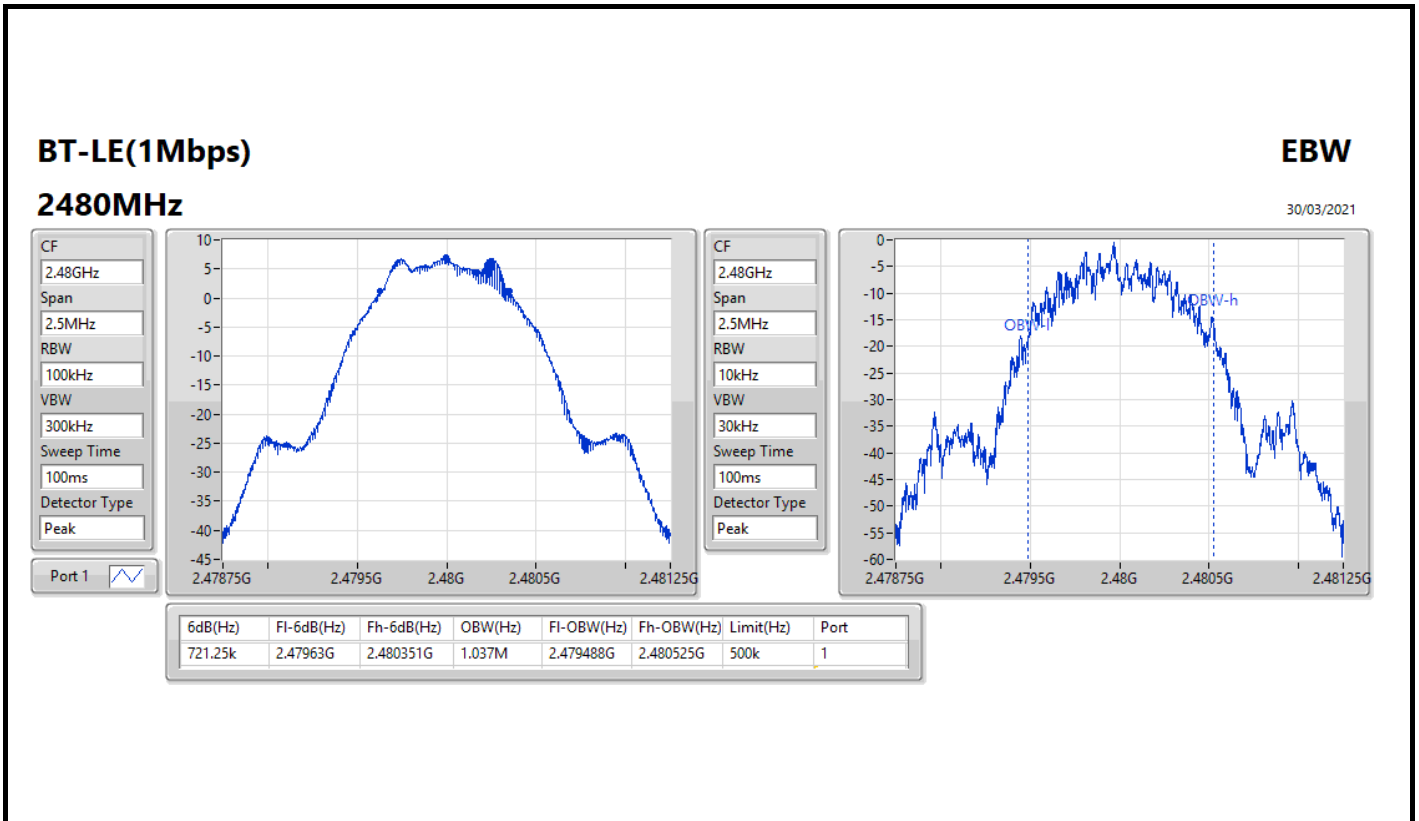 BT-LE(1Mbps)
EBW
2480MHz
30/03/2021
CF
2.48GHz
Span
2.5MHz
RBW
100kHz
VBW
300kHz
Sweep Time
100ms
Detector Type
Peak
Port 1
10
5
0
-5
-10
-15
-20
-25
-30
-35
-40
-45
2.47875G 2.4795G 2.48G 2.4805G 2.48125G
CF
2.48GHz
Span
2.5MHz
RBW
10kHz
VBW
30kHz
Sweep Time
100ms
Detector Type
Peak
0
-5
-10
-15
-20
-25
-30
-35
-40
-45
-50
-55
-60
OBW-l
OBW-h
2.47875G 2.4795G 2.48G 2.4805G 2.48125G
6dB(Hz) Fl-6dB(Hz) Fh-6dB(Hz) OBW(Hz) Fl-OBW(Hz) Fh-OBW(Hz) Limit(Hz) Port
721.25k 2.47963G 2.480351G 1.037M 2.479488G 2.480525G 500k 1